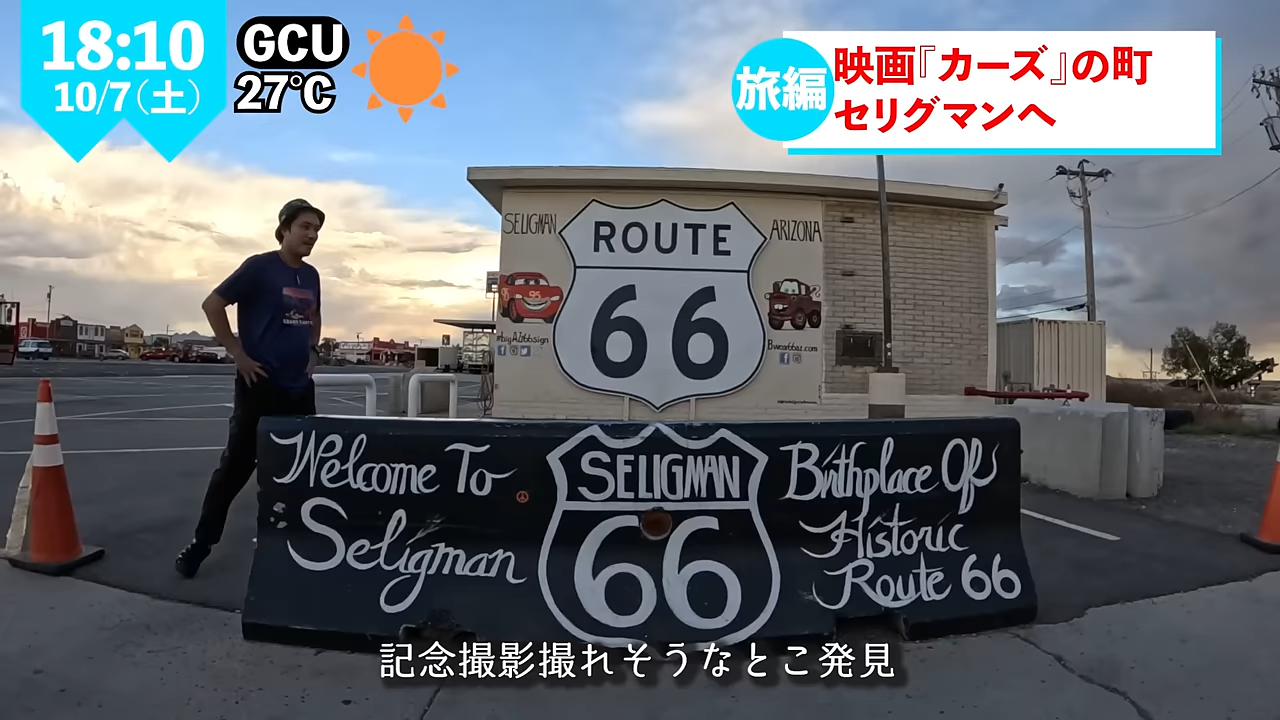 18:10
10/7(土)
GCU
27℃
旅編
映画『カーズ』の町
セリグマンへ
SELIGMAN
ARIZONA
ROUTE
66
95
#bigAZ66sign
Welcome To
Seligman
SELIGMAN
66
Birthplace Of
Historic
Route 66
記念撮影撮れそうなとこ発見